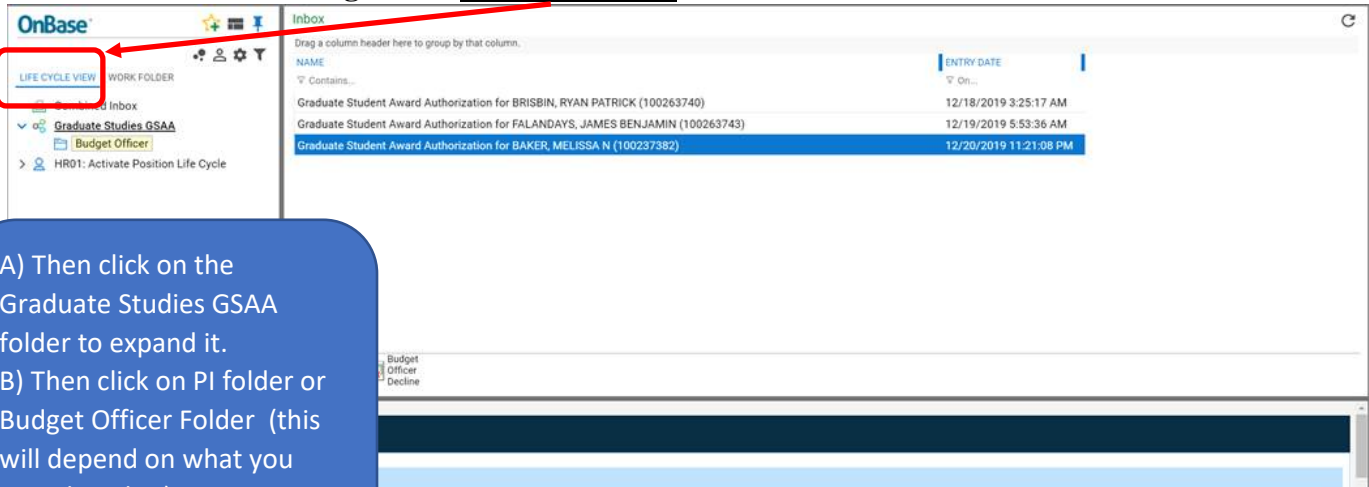 OnBase
LIFE CYCLE VIEW WORK FOLDER
Combined Inbox
Graduate Studies GSAA
Budget Officer
HR01: Activate Position Life Cycle
Inbox
Drag a column header here to group by that column.
NAME ENTRY DATE
Contains... On...
Graduate Student Award Authorization for BRISBIN, RYAN PATRICK (100263740) 12/18/2019 3:25:17 AM
Graduate Student Award Authorization for FALANDAYS, JAMES BENJAMIN (100263743) 12/19/2019 5:53:36 AM
Graduate Student Award Authorization for BAKER, MELISSA N (100237382) 12/20/2019 11:21:08 PM
A) Then click on the
Graduate Studies GSAA
folder to expand it.
B) Then click on PI folder or
Budget Officer Folder (this
will depend on what you
Budget
Officer
Decline